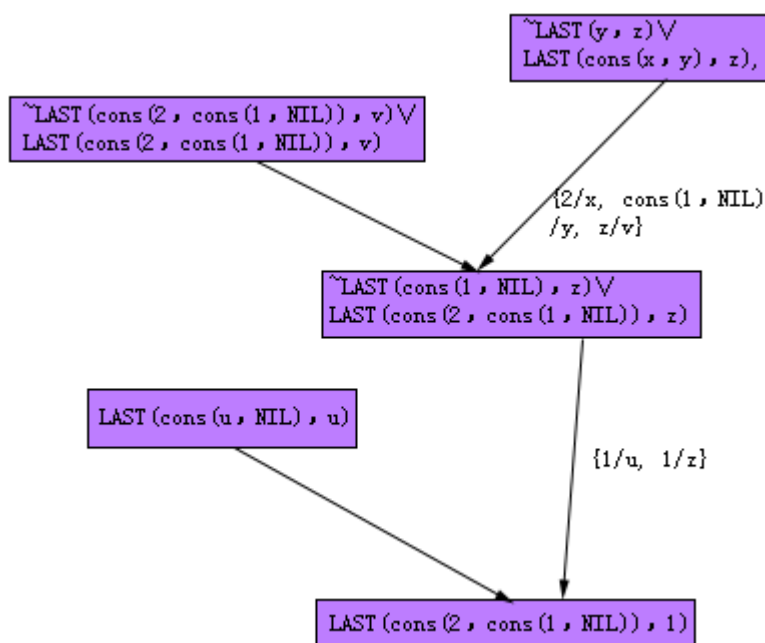 ~LAST(y，z)∨
LAST(cons(x，y)，z),
~LAST(cons(2，cons(1，NIL))，v)∨
LAST(cons(2，cons(1，NIL))，v)
{2/x, cons(1，NIL)
/y, z/v}
~LAST(cons(1，NIL)，z)∨
LAST(cons(2，cons(1，NIL))，z)
LAST(cons(u，NIL)，u)
{1/u, 1/z}
LAST(cons(2，cons(1，NIL))，1)